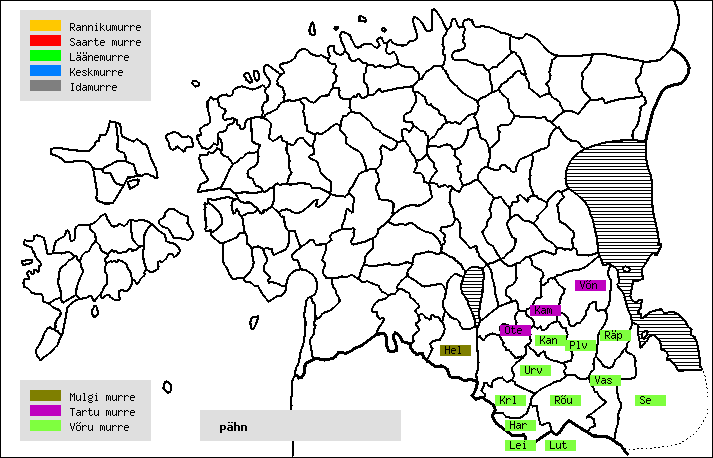 Rannikumurre
Saarte murre
Läänemurre
Keskmurre
Idamurre
Võn
Kam
Ote
Räp
Kan
Plv
Hel
Urv
Vas
Krl
Rõu
Se
Har
Lei
Lut
Mulgi murre
Tartu murre
Võru murre
pähn